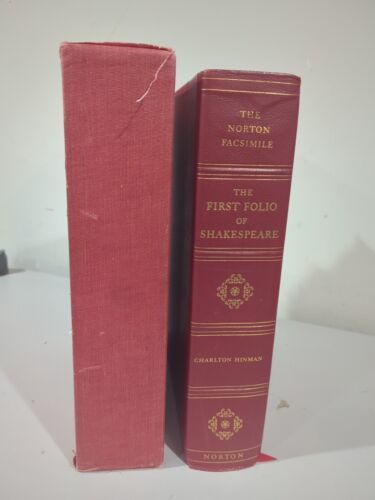 THE
NORTON
FACSIMILE
THE
FIRST FOLIO
OF
SHAKESPEARE
CHARLTON HINMAN
NORTON